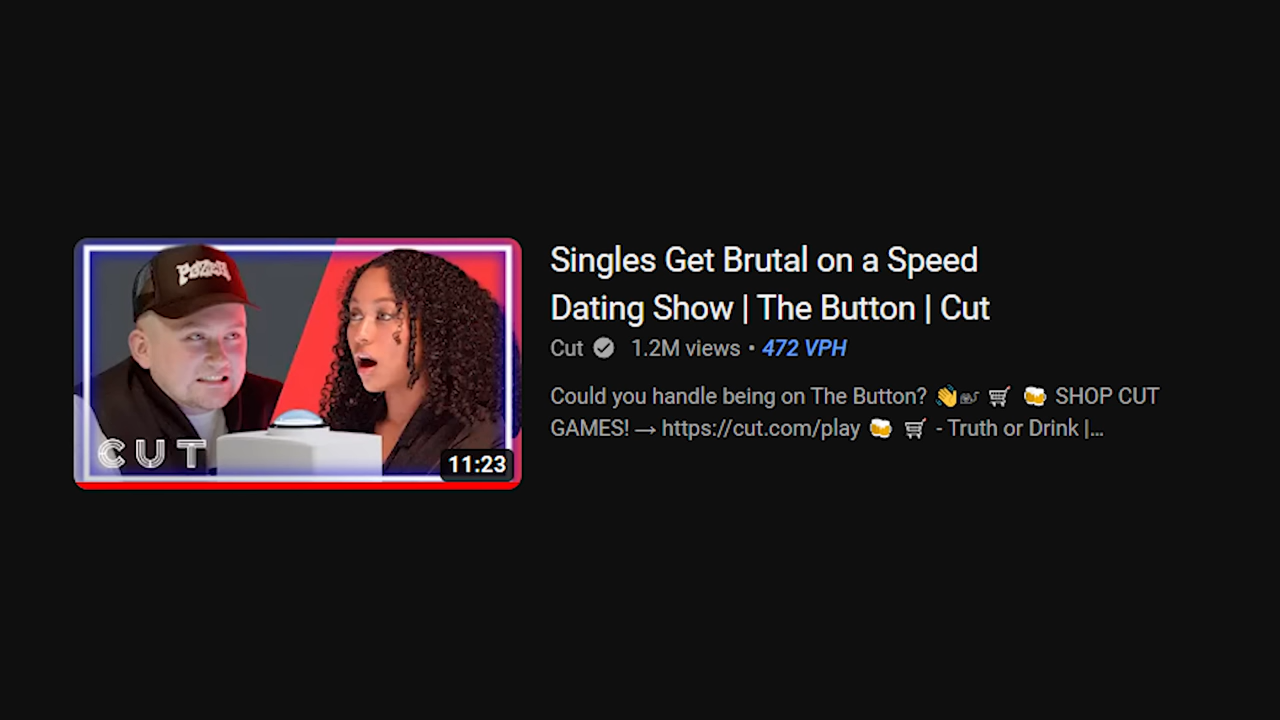 CUT
11:23
Singles Get Brutal on a Speed
Dating Show | The Button | Cut
Cut 1.2M views • 472 VPH
Could you handle being on The Button? 👋📸 🛒 🍻 SHOP CUT
GAMES! → https://cut.com/play 🍻 🛒 - Truth or Drink |...